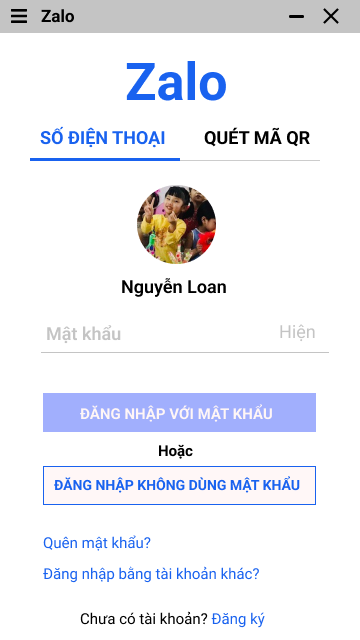 Zalo
Zalo
SỐ ĐIỆN THOẠI QUÉT MÃ QR
Nguyễn Loan
Mật khẩu Hiện
ĐĂNG NHẬP VỚI MẬT KHẨU
Hoặc
ĐĂNG NHẬP KHÔNG DÙNG MẬT KHẨU
Quên mật khẩu?
Đăng nhập bằng tài khoản khác?
Chưa có tài khoản? Đăng ký